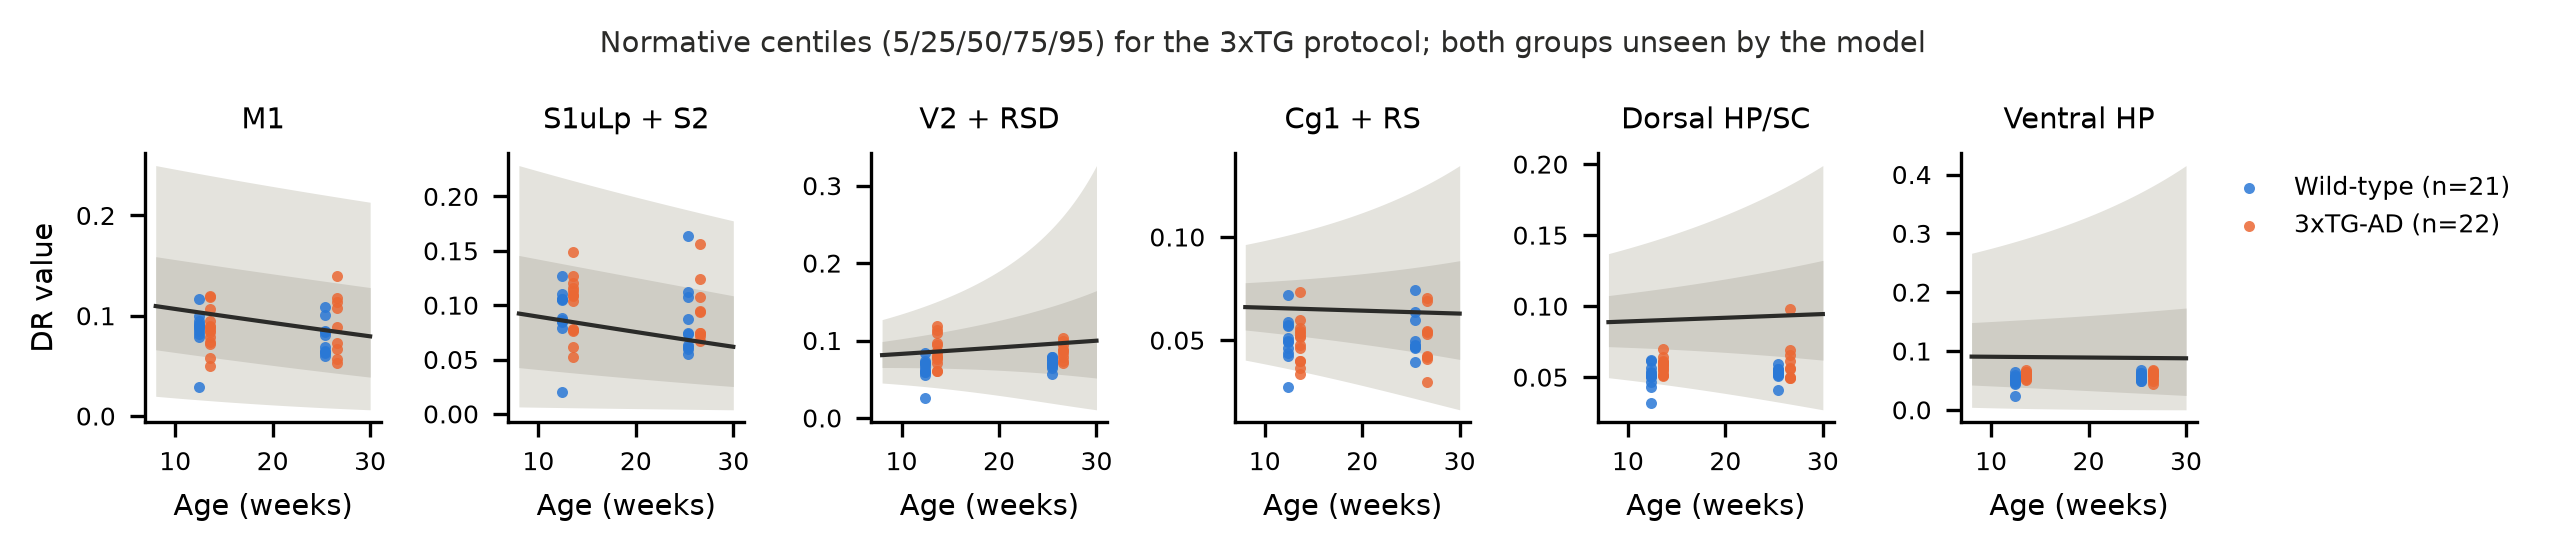 Normative centiles (5/25/50/75/95) for the 3xTG protocol; both groups unseen by the model
M1
S1uLp + S2
V2 + RSD
Cg1 + RS
Dorsal HP/SC
Ventral HP
DR value
0.2
0.1
0.0
10 20 30
Age (weeks)
0.20
0.15
0.10
0.05
0.00
10 20 30
Age (weeks)
0.3
0.2
0.1
0.0
10 20 30
Age (weeks)
0.10
0.05
10 20 30
Age (weeks)
0.20
0.15
0.10
0.05
10 20 30
Age (weeks)
0.4
0.3
0.2
0.1
0.0
10 20 30
Age (weeks)
Wild-type (n=21)
3xTG-AD (n=22)